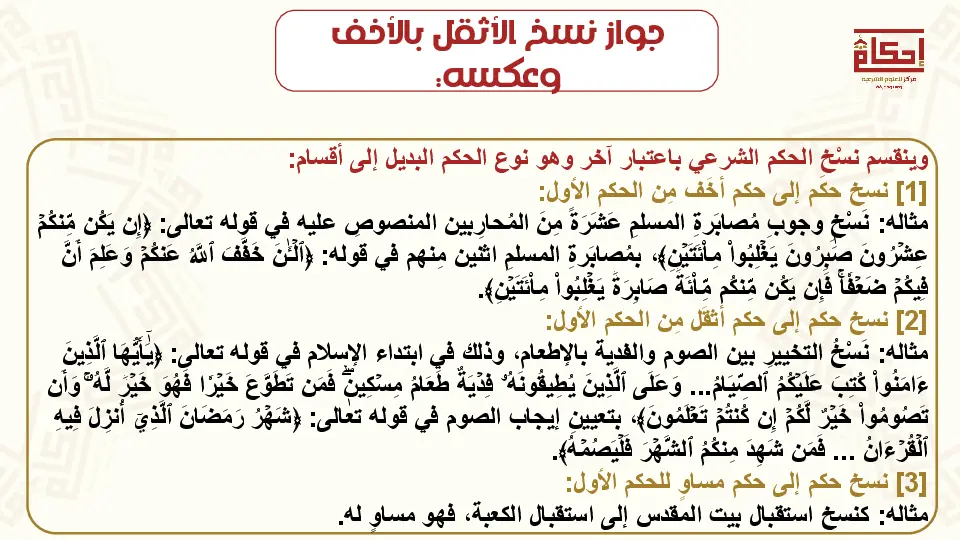 جواز نسخ الأثقل بالأخف
وعكسه:
إحكام
مركز للعلوم الشرعية
وينقسم نسْخ الحكم الشرعي باعتبار آخر وهو نوع الحكم البديل إلى أقسام:
[1] نسخ حكم إلى حكم أخَف مِن الحكم الأول:
مثاله: نَسْخ وجوب مُصابَرةِ المسلمِ عَشَرَةً مِنَ المُحارِبين المنصوصِ عليه في قوله تعالى: ﴿إِن يَكُن مِّنكُمۡ
عِشۡرُونَ صَٰبِرُونَ يَغۡلِبُواْ مِاْئَتَيۡنِ﴾، بمُصابَرةِ المسلمِ اثنَين مِنهم في قوله: ﴿ٱلۡـَٰٔنَ خَفَّفَ ٱللَّهُ عَنكُمۡ وَعَلِمَ أَنَّ
فِيكُمۡ ضَعۡفٗاۚ فَإِن يَكُن مِّنكُم مِّاْئَةٞ صَابِرَةٞ يَغۡلِبُواْ مِاْئَتَيۡنِ﴾.
[2] نسخ حكم إلى حكم أثقَل مِن الحكم الأول:
مثاله: نَسْخُ التخييرِ بين الصوم والفدية بالإطعام، وذلك في ابتداء الإسلام في قوله تعالى: ﴿يَٰٓأَيُّهَا ٱلَّذِينَ
ءَامَنُواْ كُتِبَ عَلَيۡكُمُ ٱلصِّيَامُ... وَعَلَى ٱلَّذِينَ يُطِيقُونَهُۥ فِدۡيَةٞ طَعَامُ مِسۡكِينٖۖ فَمَن تَطَوَّعَ خَيۡرٗا فَهُوَ خَيۡرٞ لَّهُۥۚ وَأَن
تَصُومُواْ خَيۡرٞ لَّكُمۡ إِن كُنتُمۡ تَعۡلَمُونَ﴾، بتعيين إيجاب الصوم في قوله تعالى: ﴿شَهۡرُ رَمَضَانَ ٱلَّذِيٓ أُنزِلَ فِيهِ
ٱلۡقُرۡءَانُ ... فَمَن شَهِدَ مِنكُمُ ٱلشَّهۡرَ فَلۡيَصُمۡهُ﴾.
[3] نسخ حكم إلى حكم مساوٍ للحكم الأول:
مثاله: كنسخ استقبال بيت المقدس إلى استقبال الكعبة، فهو مساوٍ له.